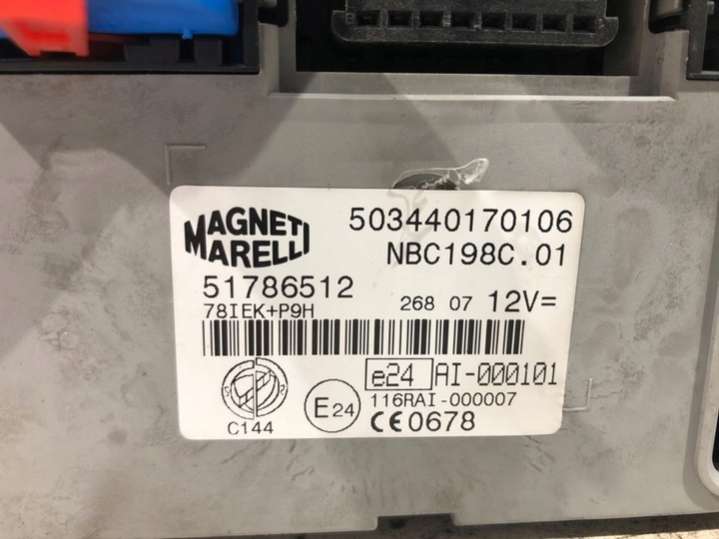 MAGNETI
MARELLI
503440170106
NBC198C.01
51786512
78IEK+P9H
268 07 12V=
e24 AI-000101
116RAI-000007
E24
C144
CE0678